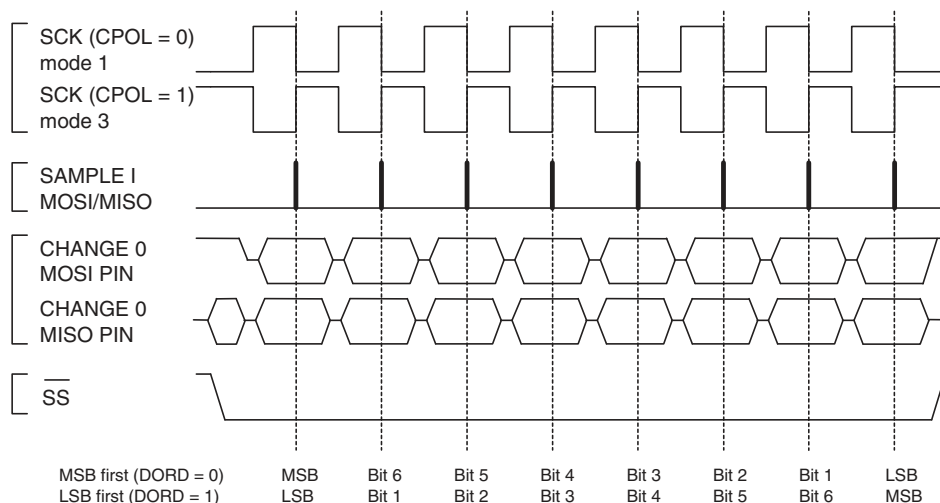 SCK (CPOL = 0)
mode 1
SCK (CPOL = 1)
mode 3
SAMPLE I
MOSI/MISO
CHANGE 0
MOSI PIN
CHANGE 0
MISO PIN
SS
MSB first (DORD = 0) MSB Bit 6 Bit 5 Bit 4 Bit 3 Bit 2 Bit 1 LSB
LSB first (DORD = 1) LSB Bit 1 Bit 2 Bit 3 Bit 4 Bit 5 Bit 6 MSB